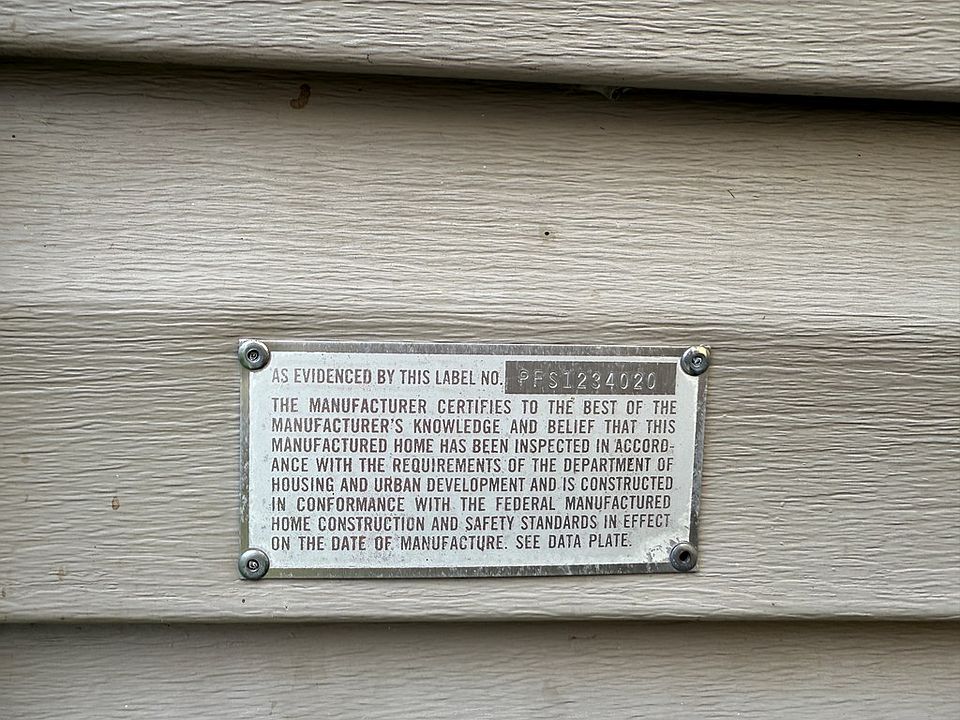 AS EVIDENCED BY THIS LABEL NO. PFS1234020
THE MANUFACTURER CERTIFIES TO THE BEST OF THE
MANUFACTURER'S KNOWLEDGE AND BELIEF THAT THIS
MANUFACTURED HOME HAS BEEN INSPECTED IN ACCORD-
ANCE WITH THE REQUIREMENTS OF THE DEPARTMENT OF
HOUSING AND URBAN DEVELOPMENT AND IS CONSTRUCTED
IN CONFORMANCE WITH THE FEDERAL MANUFACTURED
HOME CONSTRUCTION AND SAFETY STANDARDS IN EFFECT
ON THE DATE OF MANUFACTURE. SEE DATA PLATE.